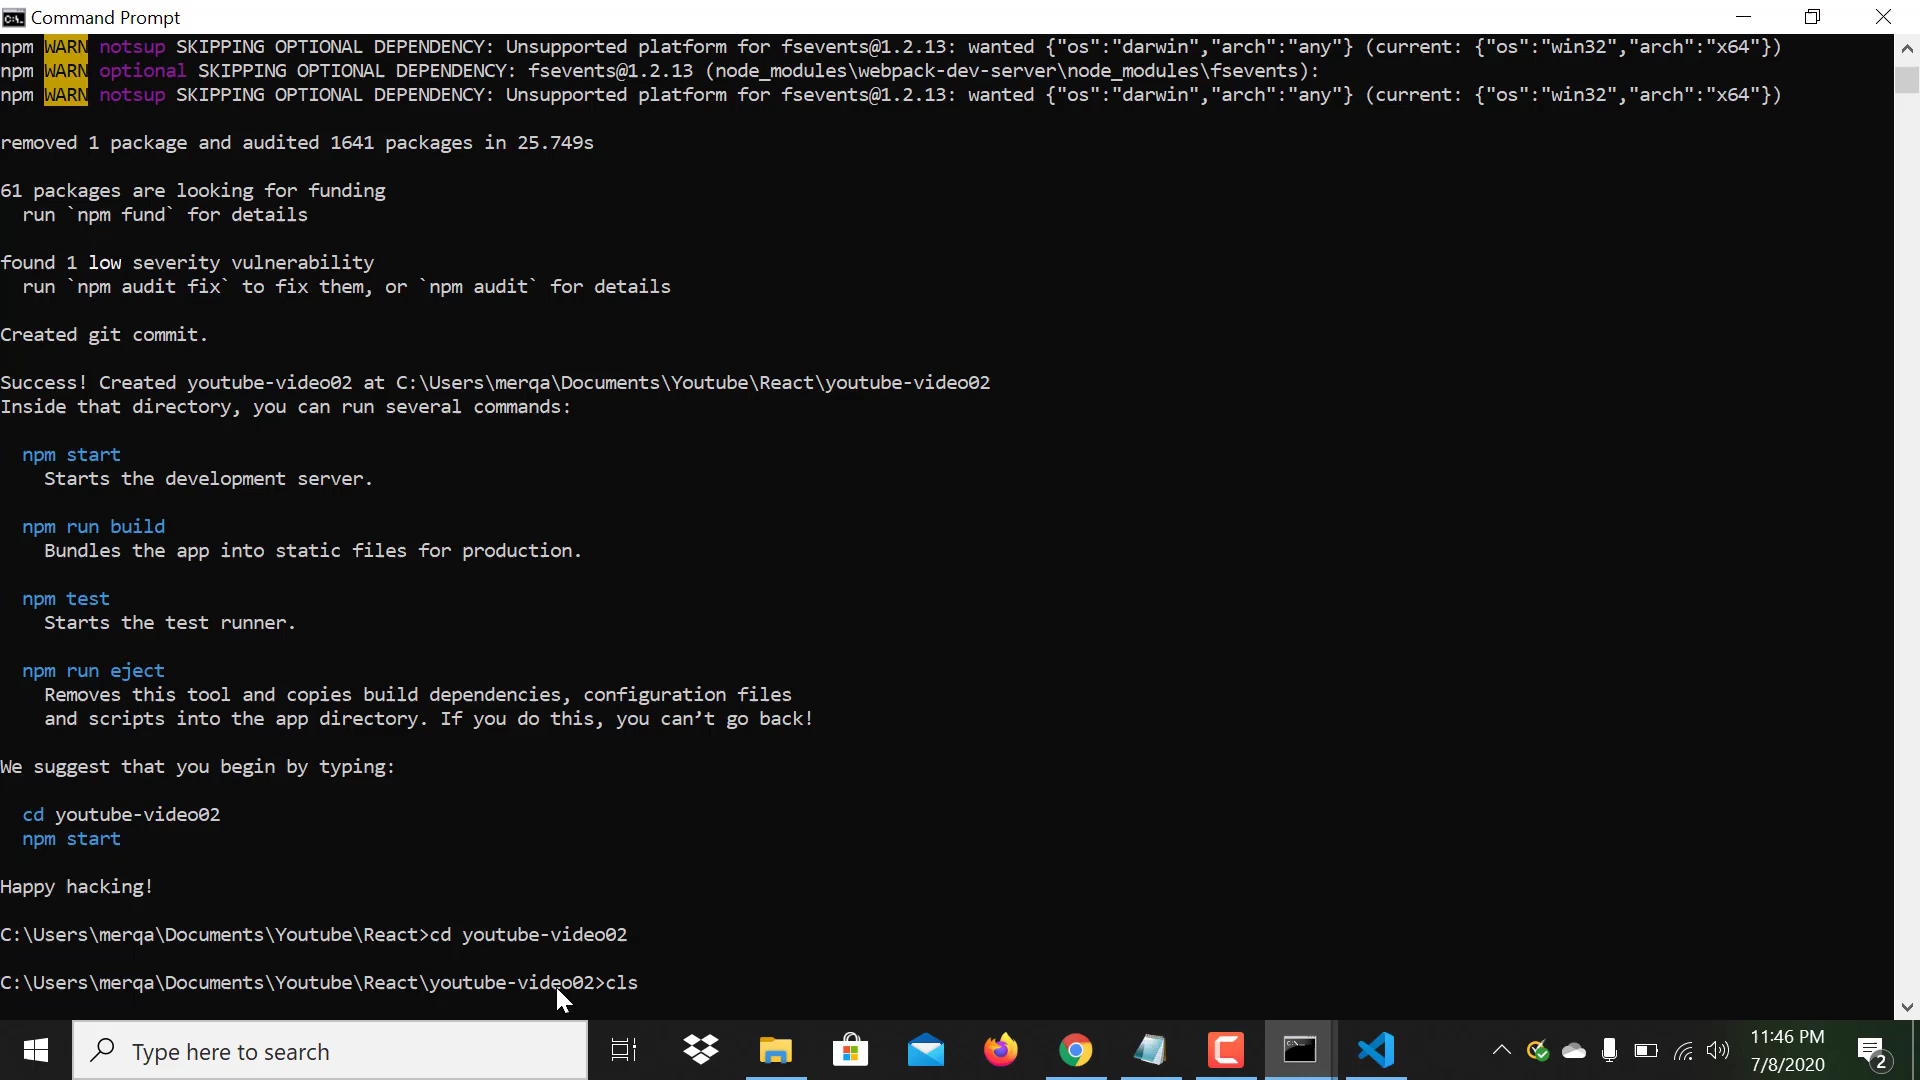 Command Prompt
npm WARN notsup SKIPPING OPTIONAL DEPENDENCY: Unsupported platform for fsevents@1.2.13: wanted {"os":"darwin","arch":"any"} (current: {"os":"win32","arch":"x64"})
npm WARN optional SKIPPING OPTIONAL DEPENDENCY: fsevents@1.2.13 (node_modules\webpack-dev-server\node_modules\fsevents):
npm WARN notsup SKIPPING OPTIONAL DEPENDENCY: Unsupported platform for fsevents@1.2.13: wanted {"os":"darwin","arch":"any"} (current: {"os":"win32","arch":"x64"})
removed 1 package and audited 1641 packages in 25.749s
61 packages are looking for funding
run `npm fund` for details
found 1 low severity vulnerability
run `npm audit fix` to fix them, or `npm audit` for details
Created git commit.
Success! Created youtube-video02 at C:\Users\merqa\Documents\Youtube\React\youtube-video02
Inside that directory, you can run several commands:
npm start
Starts the development server.
npm run build
Bundles the app into static files for production.
npm test
Starts the test runner.
npm run eject
Removes this tool and copies build dependencies, configuration files
and scripts into the app directory. If you do this, you can’t go back!
We suggest that you begin by typing:
cd youtube-video02
npm start
Happy hacking!
C:\Users\merqa\Documents\Youtube\React>cd youtube-video02
C:\Users\merqa\Documents\Youtube\React\youtube-video02>cls
Type here to search
11:46 PM
7/8/2020
2